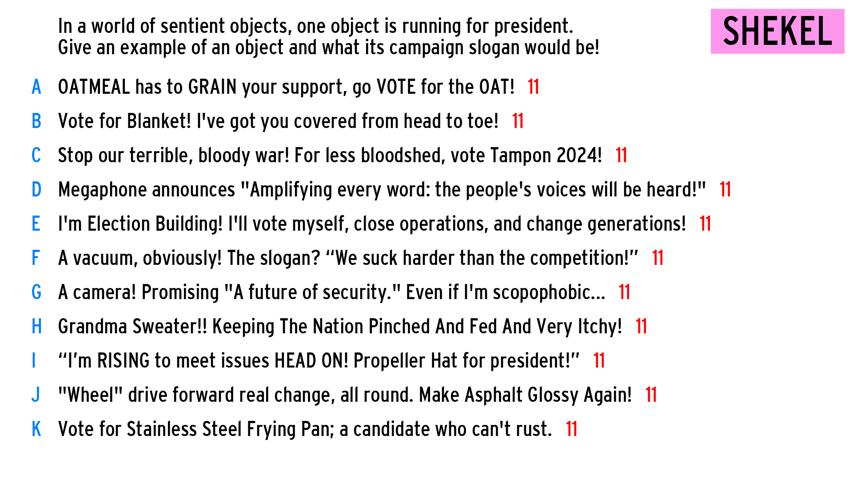 In a world of sentient objects, one object is running for president.
Give an example of an object and what its campaign slogan would be!
SHEKEL
A OATMEAL has to GRAIN your support, go VOTE for the OAT! 11
B Vote for Blanket! I've got you covered from head to toe! 11
C Stop our terrible, bloody war! For less bloodshed, vote Tampon 2024! 11
D Megaphone announces "Amplifying every word: the people's voices will be heard!" 11
E I'm Election Building! I'll vote myself, close operations, and change generations! 11
F A vacuum, obviously! The slogan? “We suck harder than the competition!” 11
G A camera! Promising "A future of security." Even if I'm scopophobic... 11
H Grandma Sweater!! Keeping The Nation Pinched And Fed And Very Itchy! 11
I “I’m RISING to meet issues HEAD ON! Propeller Hat for president!” 11
J "Wheel" drive forward real change, all round. Make Asphalt Glossy Again! 11
K Vote for Stainless Steel Frying Pan; a candidate who can't rust. 11